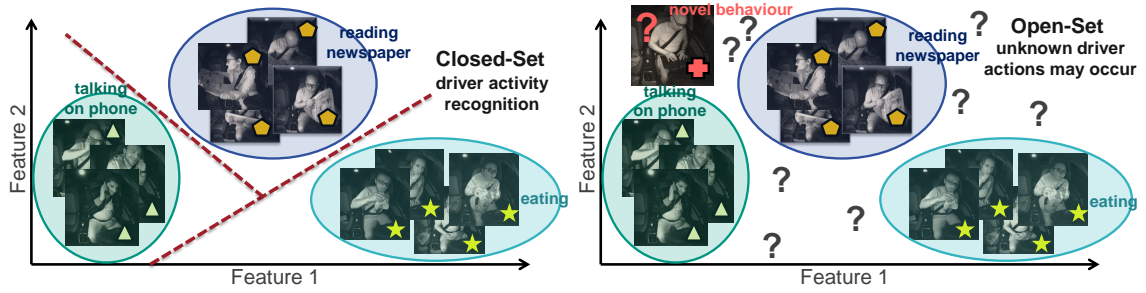 reading
newspaper
Closed-Set
driver activity
recognition
talking
on phone
eating
Feature 2
Feature 1
novel behaviour
?
?
?
?
reading
newspaper
Open-Set
unknown driver
actions may occur
talking
on phone
?
?
?
?
?
eating
Feature 2
Feature 1